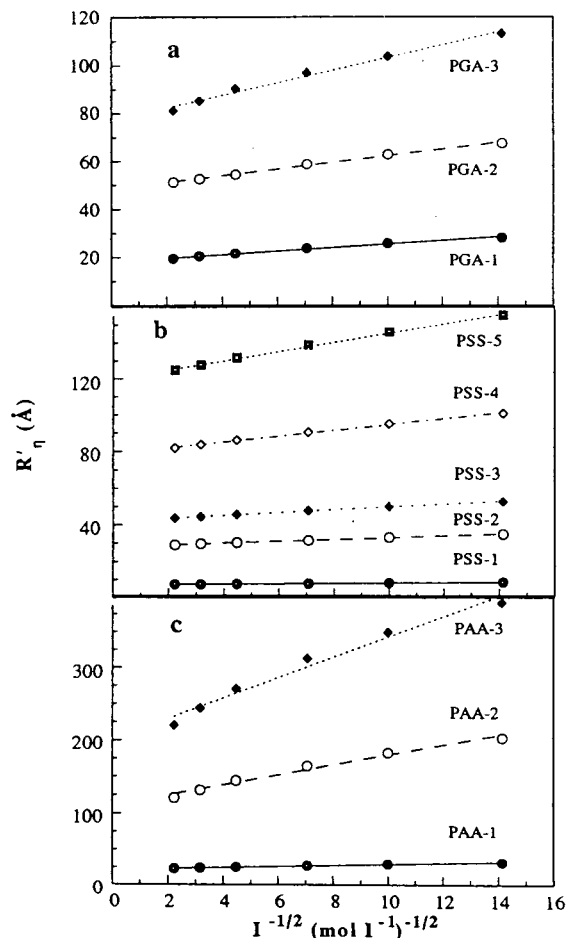 120
a
100
PGA-3
80
60
PGA-2
40
20
PGA-1
b
PSS-5
120
PSS-4
80
PSS-3
PSS-2
40
PSS-1
R'η (Å)
c
PAA-3
300
200
PAA-2
100
PAA-1
0
0 2 4 6 8 10 12 14 16
I -1/2 (mol l-1)-1/2